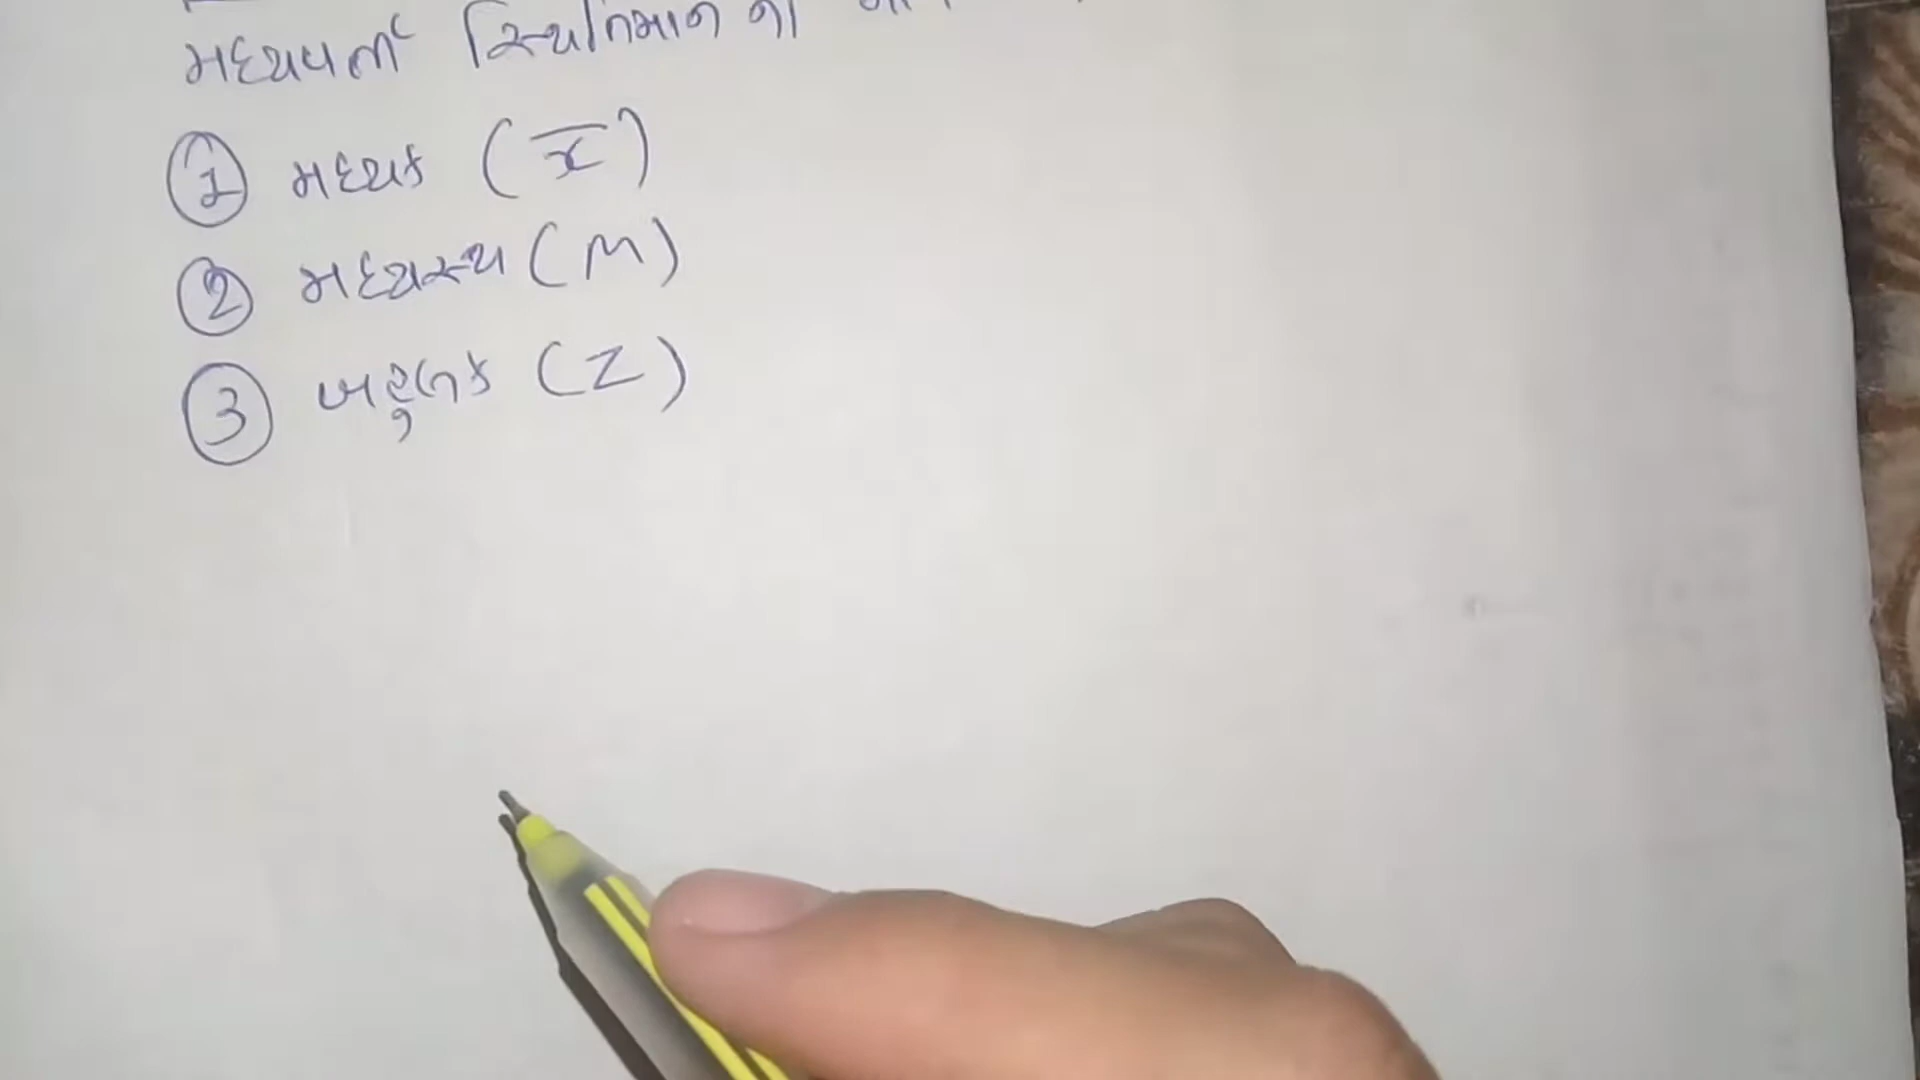 મધ્યવર્તી સ્થિતિમાન ના
① મધ્યક (x̄)
② મધ્યસ્થ (M)
③ બહુલક (Z)